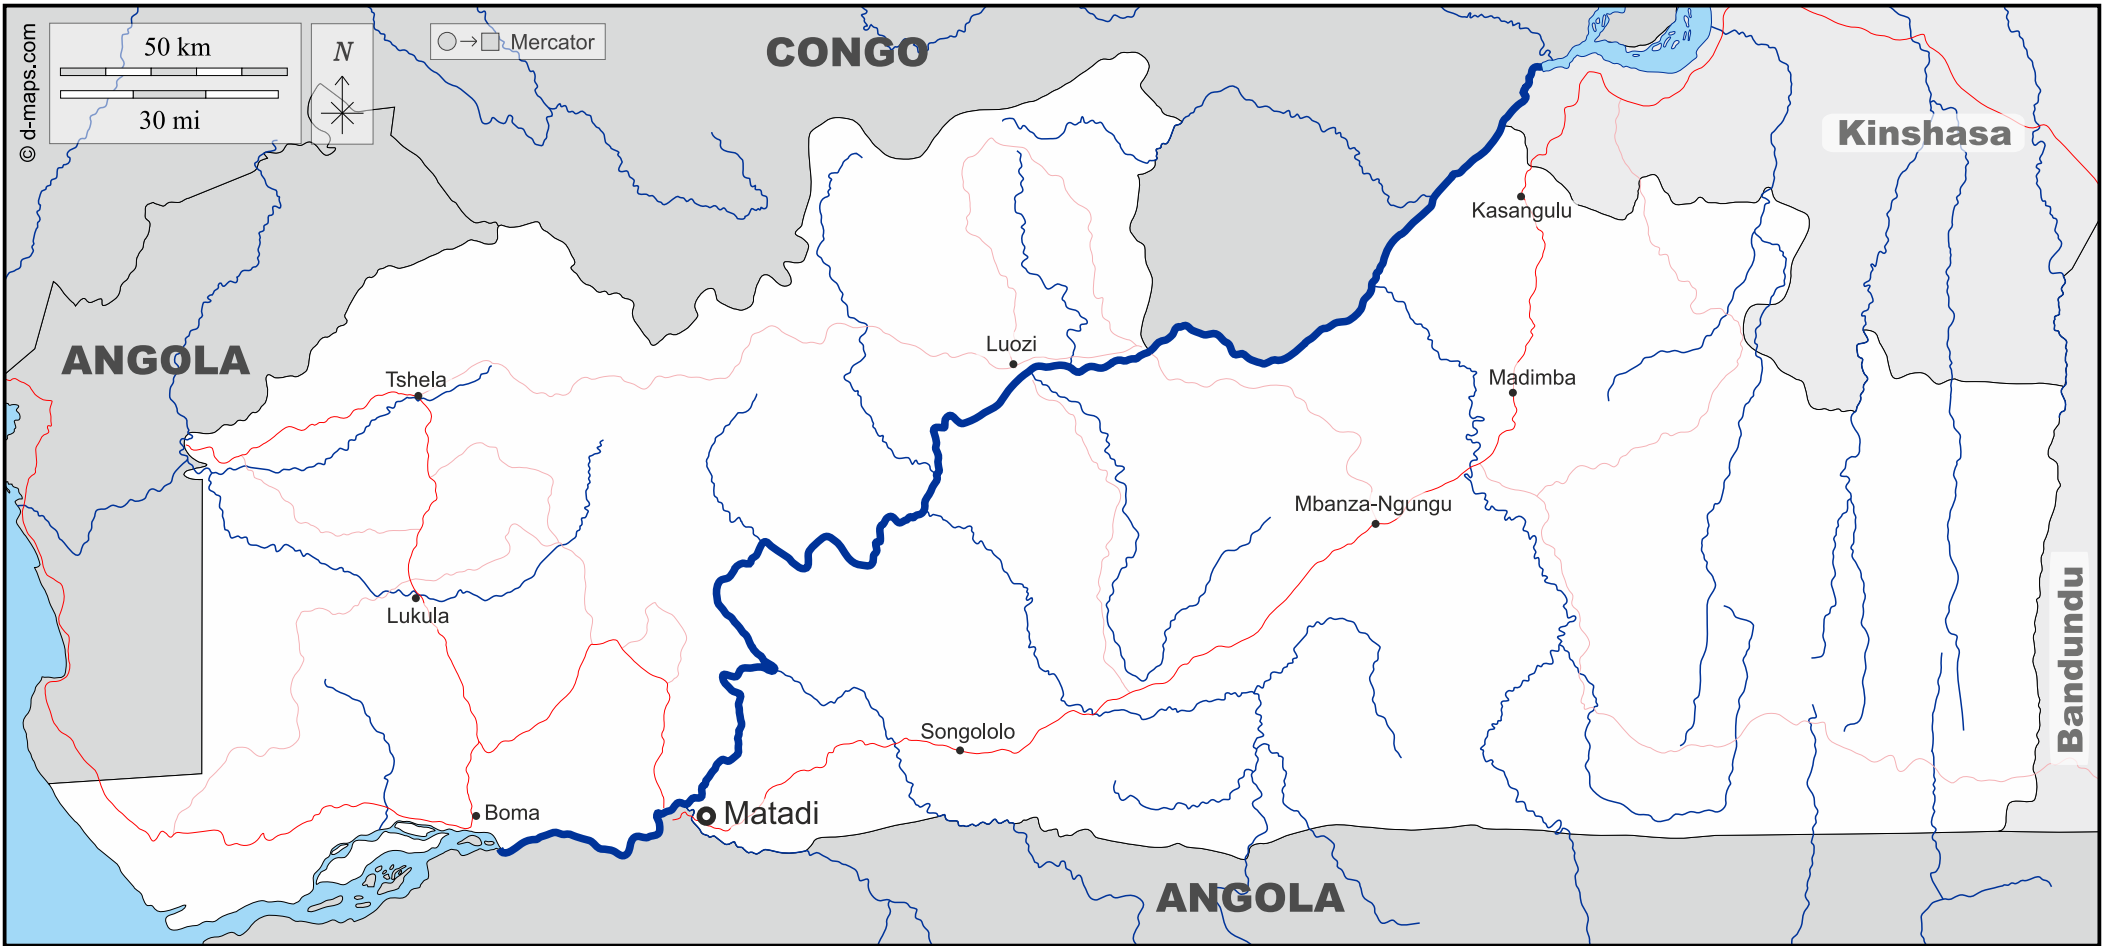 © d-maps.com
50 km
30 mi
N
Mercator
CONGO
Kinshasa
Kasangulu
ANGOLA
Luozi
Tshela
Madimba
Mbanza-Ngungu
Lukula
Bandundu
Songololo
Boma
Matadi
ANGOLA